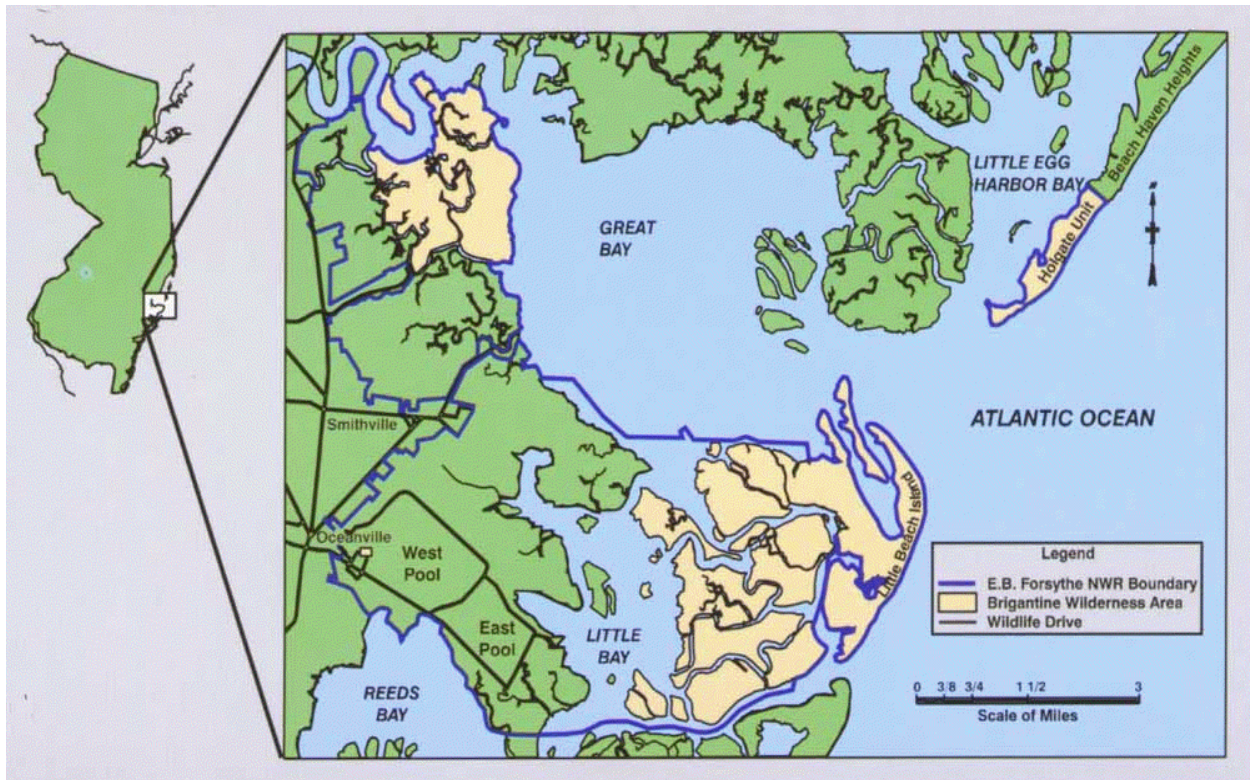 Beach Haven Heights
LITTLE EGG
HARBOR BAY
GREAT
BAY
Holgate Unit
ATLANTIC OCEAN
Smithville
Little Beach Island
Oceanville
West
Pool
East
Pool
LITTLE
BAY
REEDS
BAY
Legend
E.B. Forsythe NWR Boundary
Brigantine Wilderness Area
Wildlife Drive
0 3/8 3/4 1 1/2 3
Scale of Miles